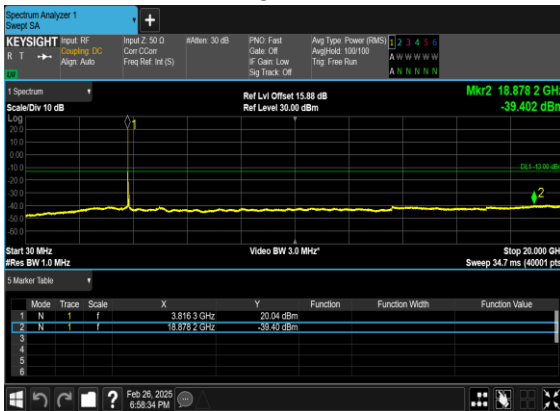 Spectrum Analyzer 1
Swept SA
KEYSIGHT Input: RF Input Z: 50 Ω #Atten: 30 dB PNO: Fast Avg Type: Power (RMS) 1 2 3 4 5 6
R T Coupling: DC Corr CCorr Gate: Off Avg|Hold: 100/100 A W W W W W
Align: Auto Freq Ref: Int (S) IF Gain: Low Trig: Free Run
Sig Track: Off A N N N N N
1 Spectrum
Ref Lvl Offset 15.88 dB Mkr2 18.878 2 GHz
Scale/Div 10 dB Ref Level 30.00 dBm -39.402 dBm
Log
20.0 1
10.0
0.00
-10.0 DL1 -13.00 dBm
-20.0
-30.0 2
-40.0
-50.0
-60.0
Start 30 MHz Video BW 3.0 MHz* Stop 20.000 GH
#Res BW 1.0 MHz Sweep 34.7 ms (40001 pts
5 Marker Table
Mode Trace Scale X Y Function Function Width Function Value
1 N 1 f 3.816 3 GHz 20.04 dBm
2 N 1 f 18.878 2 GHz -39.40 dBm
3
4
5
6
? Feb 26, 2025
6:58:34 PM